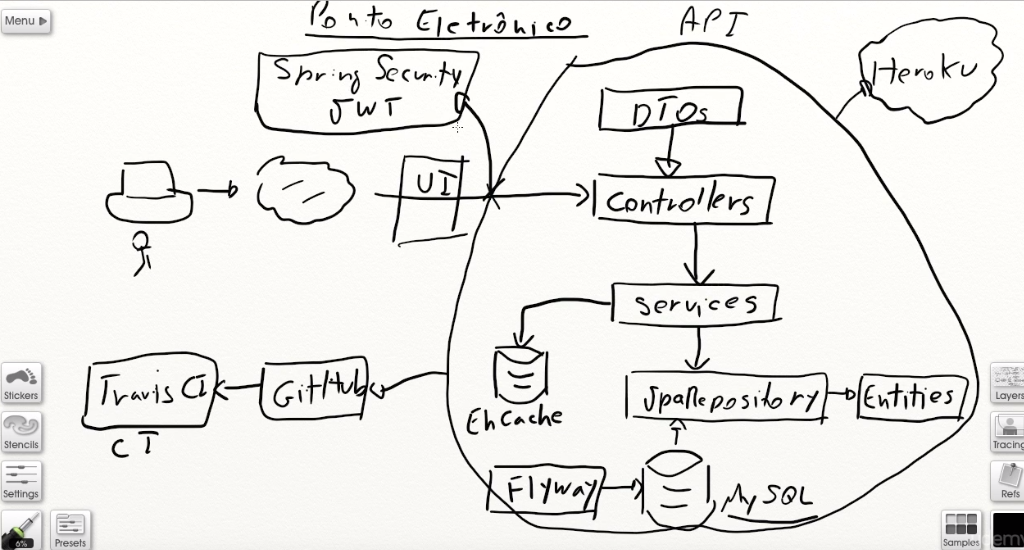 Menu
Ponto Eletrônico
API
Spring Security
JWT
Heroku
DTOs
UI
Controllers
Services
EhCache
JpaRepository
Entities
Travis CI
CI
GitHub
Flyway
MySQL
Stickers
Stencils
Settings
6%
Presets
Layers
Tracing
Refs
Samples